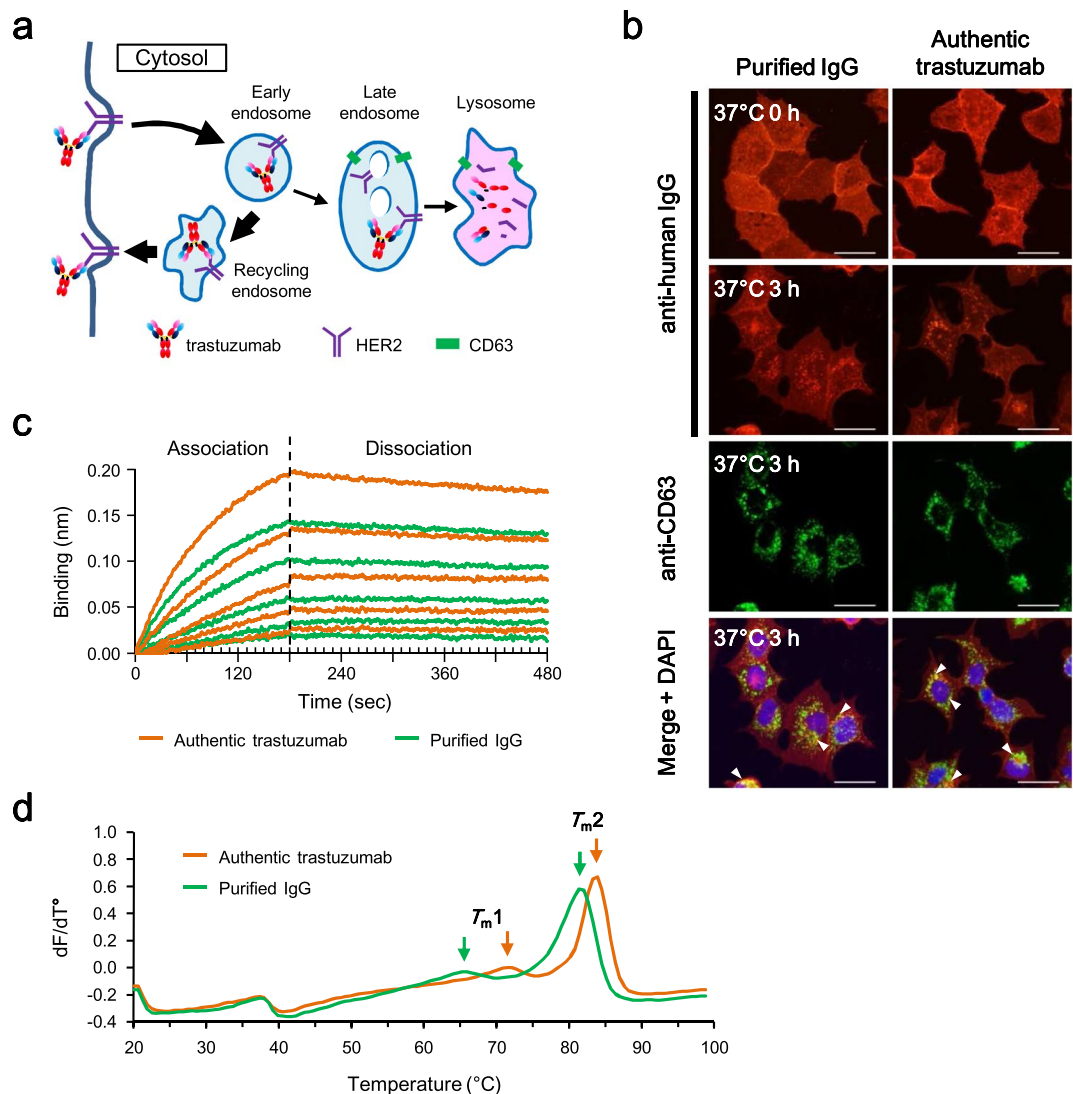 a
Cytosol
Early
endosome
Late
endosome
Lysosome
Recycling
endosome
trastuzumab
HER2
CD63
b
Purified IgG
Authentic
trastuzumab
anti-human IgG
37°C 0 h
37°C 3 h
anti-CD63
37°C 3 h
Merge + DAPI
37°C 3 h
c
Association
Dissociation
Binding (nm)
0.20
0.15
0.10
0.05
0.00
0
120
240
360
480
Time (sec)
Authentic trastuzumab
Purified IgG
d
Tm2
Tm1
Authentic trastuzumab
Purified IgG
dF/dT°
1.0
0.8
0.6
0.4
0.2
0.0
-0.2
-0.4
20
30
40
50
60
70
80
90
100
Temperature (°C)